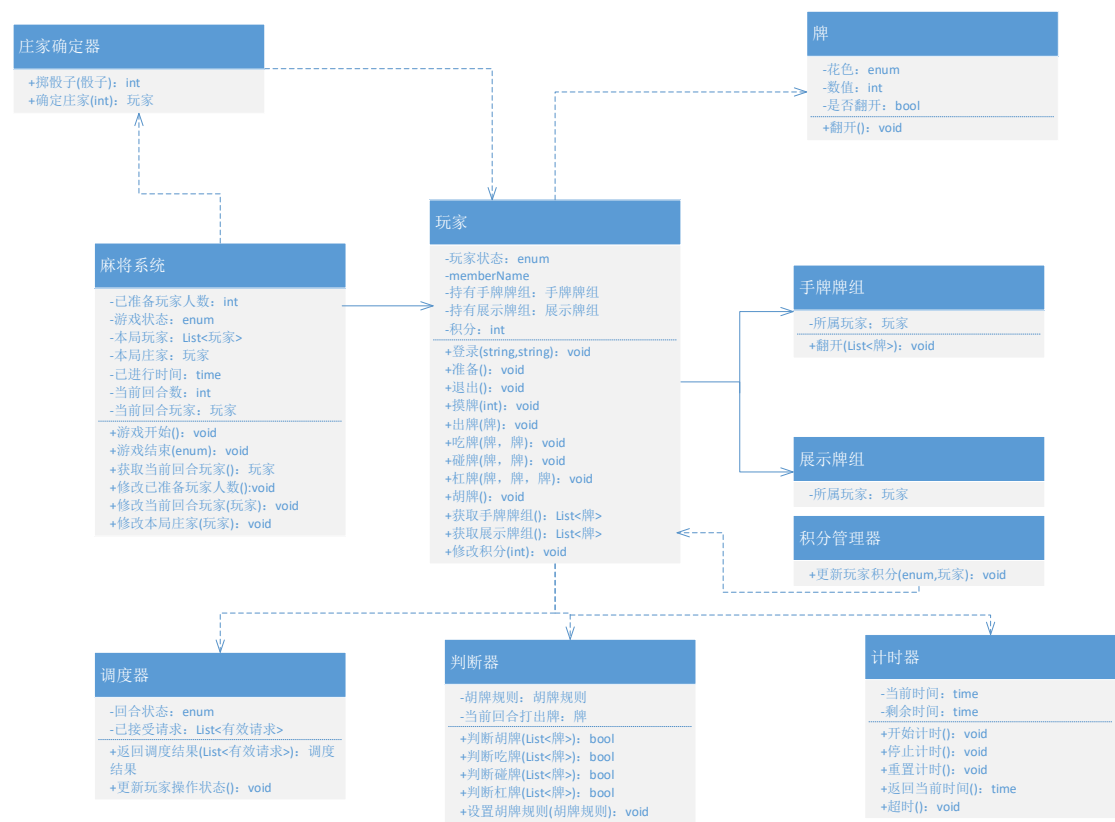 庄家确定器
+掷骰子(骰子)：int
+确定庄家(int)：玩家
牌
-花色：enum
-数值：int
-是否翻开：bool
+翻开()：void
麻将系统
-已准备玩家人数：int
-游戏状态：enum
-本局玩家：List<玩家>
-本局庄家：玩家
-已进行时间：time
-当前回合数：int
-当前回合玩家：玩家
+游戏开始()：void
+游戏结束(enum)：void
+获取当前回合玩家()：玩家
+修改已准备玩家人数():void
+修改当前回合玩家(玩家)：void
+修改本局庄家(玩家)：void
玩家
-玩家状态：enum
-memberName
-持有手牌牌组：手牌牌组
-持有展示牌组：展示牌组
-积分：int
+登录(string,string)：void
+准备()：void
+退出()：void
+摸牌(int)：void
+出牌(牌)：void
+吃牌(牌，牌)：void
+碰牌(牌，牌)：void
+杠牌(牌，牌，牌)：void
+胡牌()：void
+获取手牌牌组()：List<牌>
+获取展示牌组()：List<牌>
+修改积分(int)：void
手牌牌组
-所属玩家：玩家
+翻开(List<牌>)：void
展示牌组
-所属玩家：玩家
积分管理器
+更新玩家积分(enum,玩家)：void
调度器
-回合状态：enum
-已接受请求：List<有效请求>
+返回调度结果(List<有效请求>)：调度
结果
+更新玩家操作状态()：void
判断器
-胡牌规则：胡牌规则
-当前回合打出牌：牌
+判断胡牌(List<牌>)：bool
+判断吃牌(List<牌>)：bool
+判断碰牌(List<牌>)：bool
+判断杠牌(List<牌>)：bool
+设置胡牌规则(胡牌规则)：void
计时器
-当前时间：time
-剩余时间：time
+开始计时()：void
+停止计时()：void
+重置计时()：void
+返回当前时间()：time
+超时()：void